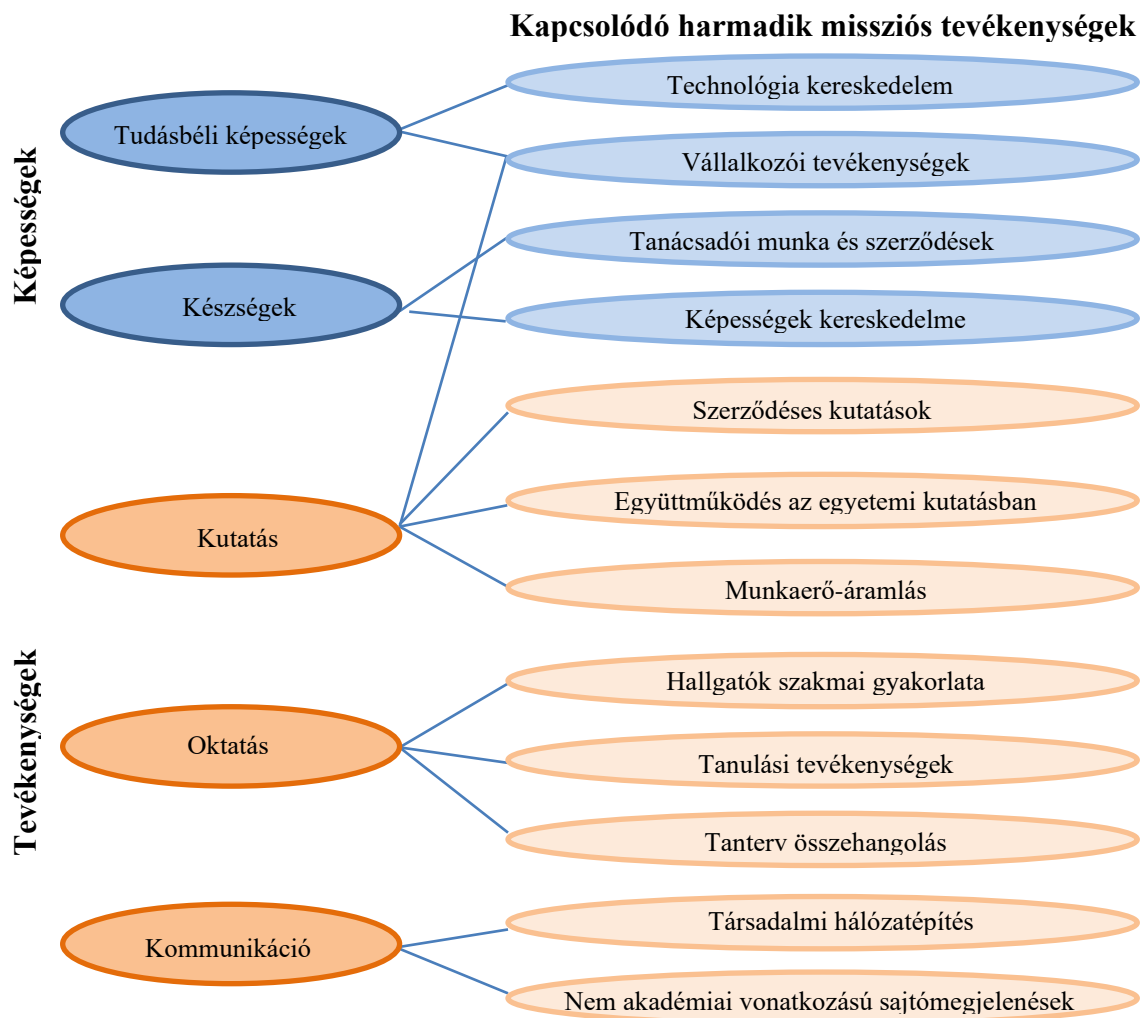 Kapcsolódó harmadik missziós tevékenységek
Képességek
Tudásbéli képességek
Technológia kereskedelem
Vállalkozói tevékenységek
Készségek
Tanácsadói munka és szerződések
Képességek kereskedelme
Tevékenységek
Kutatás
Szerződéses kutatások
Együttműködés az egyetemi kutatásban
Munkaerő-áramlás
Oktatás
Hallgatók szakmai gyakorlata
Tanulási tevékenységek
Tanterv összehangolás
Kommunikáció
Társadalmi hálózatépítés
Nem akadémiai vonatkozású sajtómegjelenések